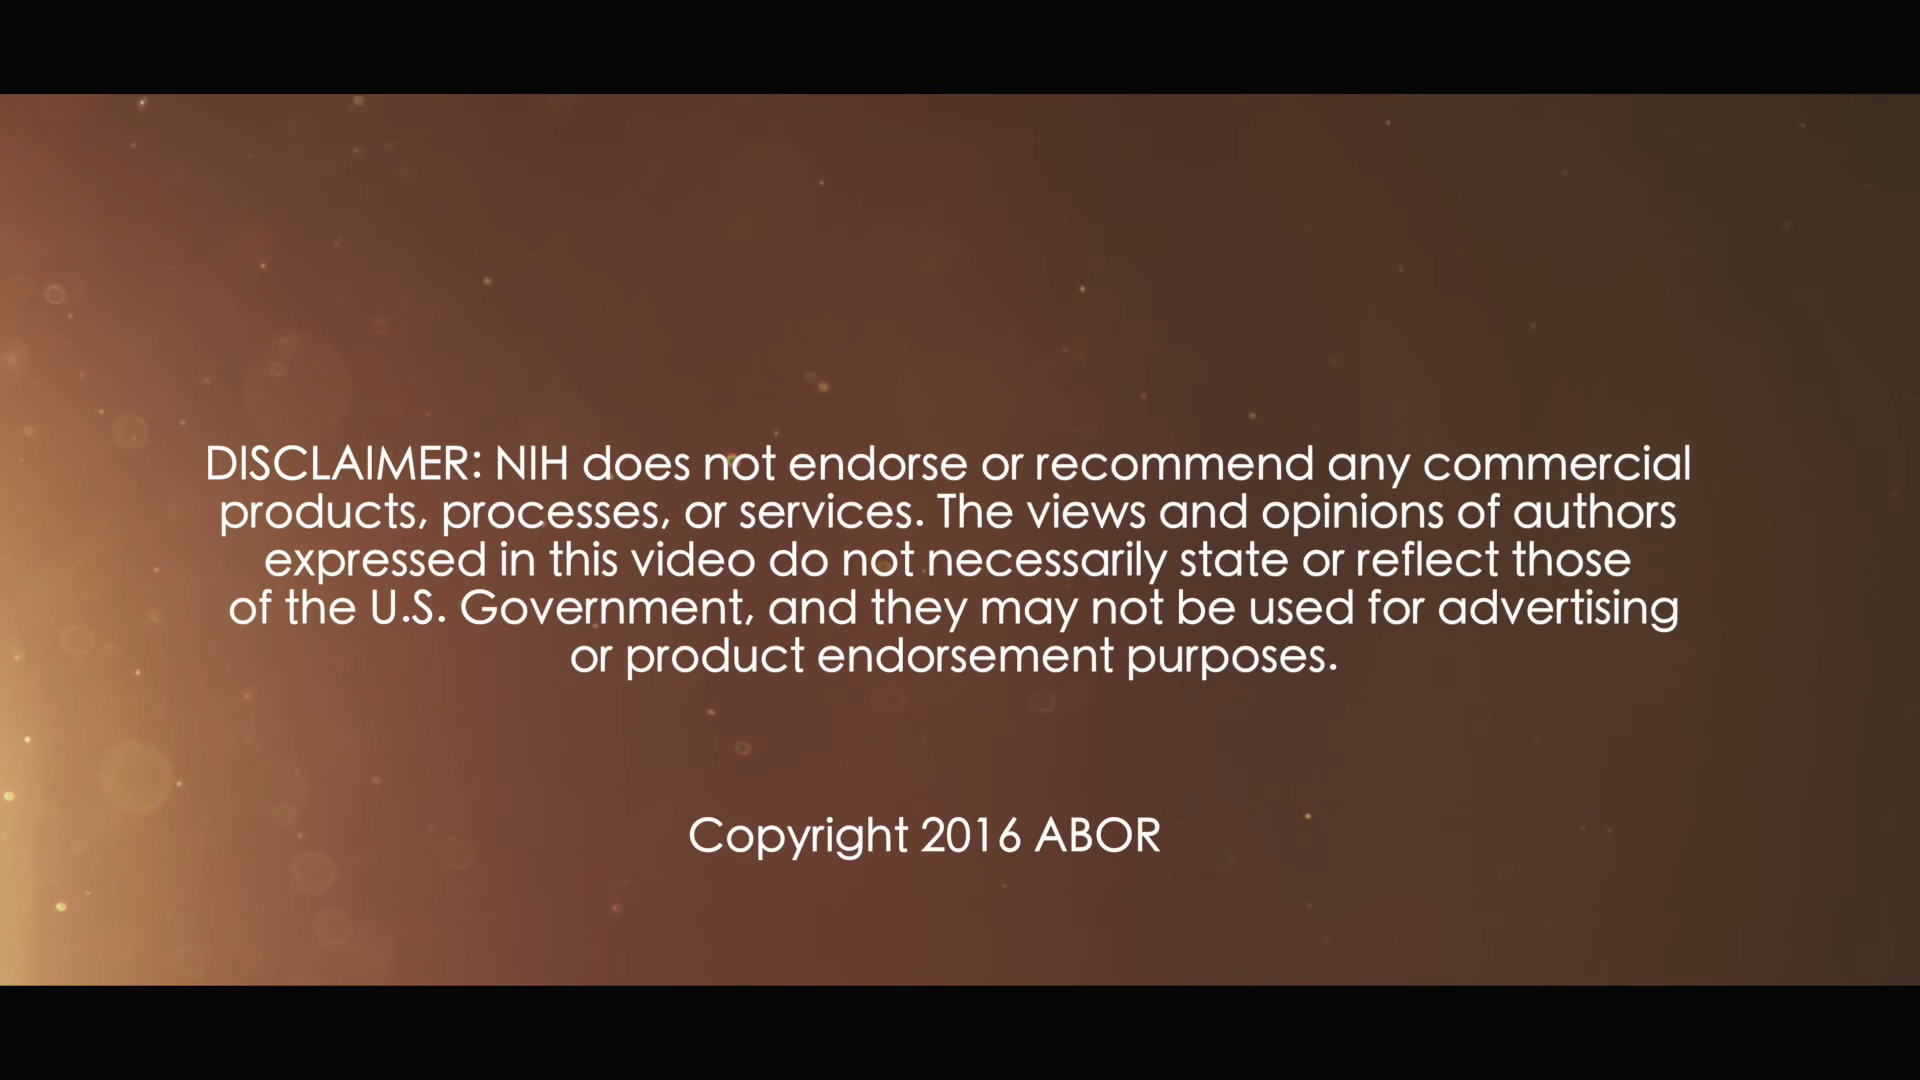 DISCLAIMER: NIH does not endorse or recommend any commercial
products, processes, or services. The views and opinions of authors
expressed in this video do not necessarily state or reflect those
of the U.S. Government, and they may not be used for advertising
or product endorsement purposes.
Copyright 2016 ABOR